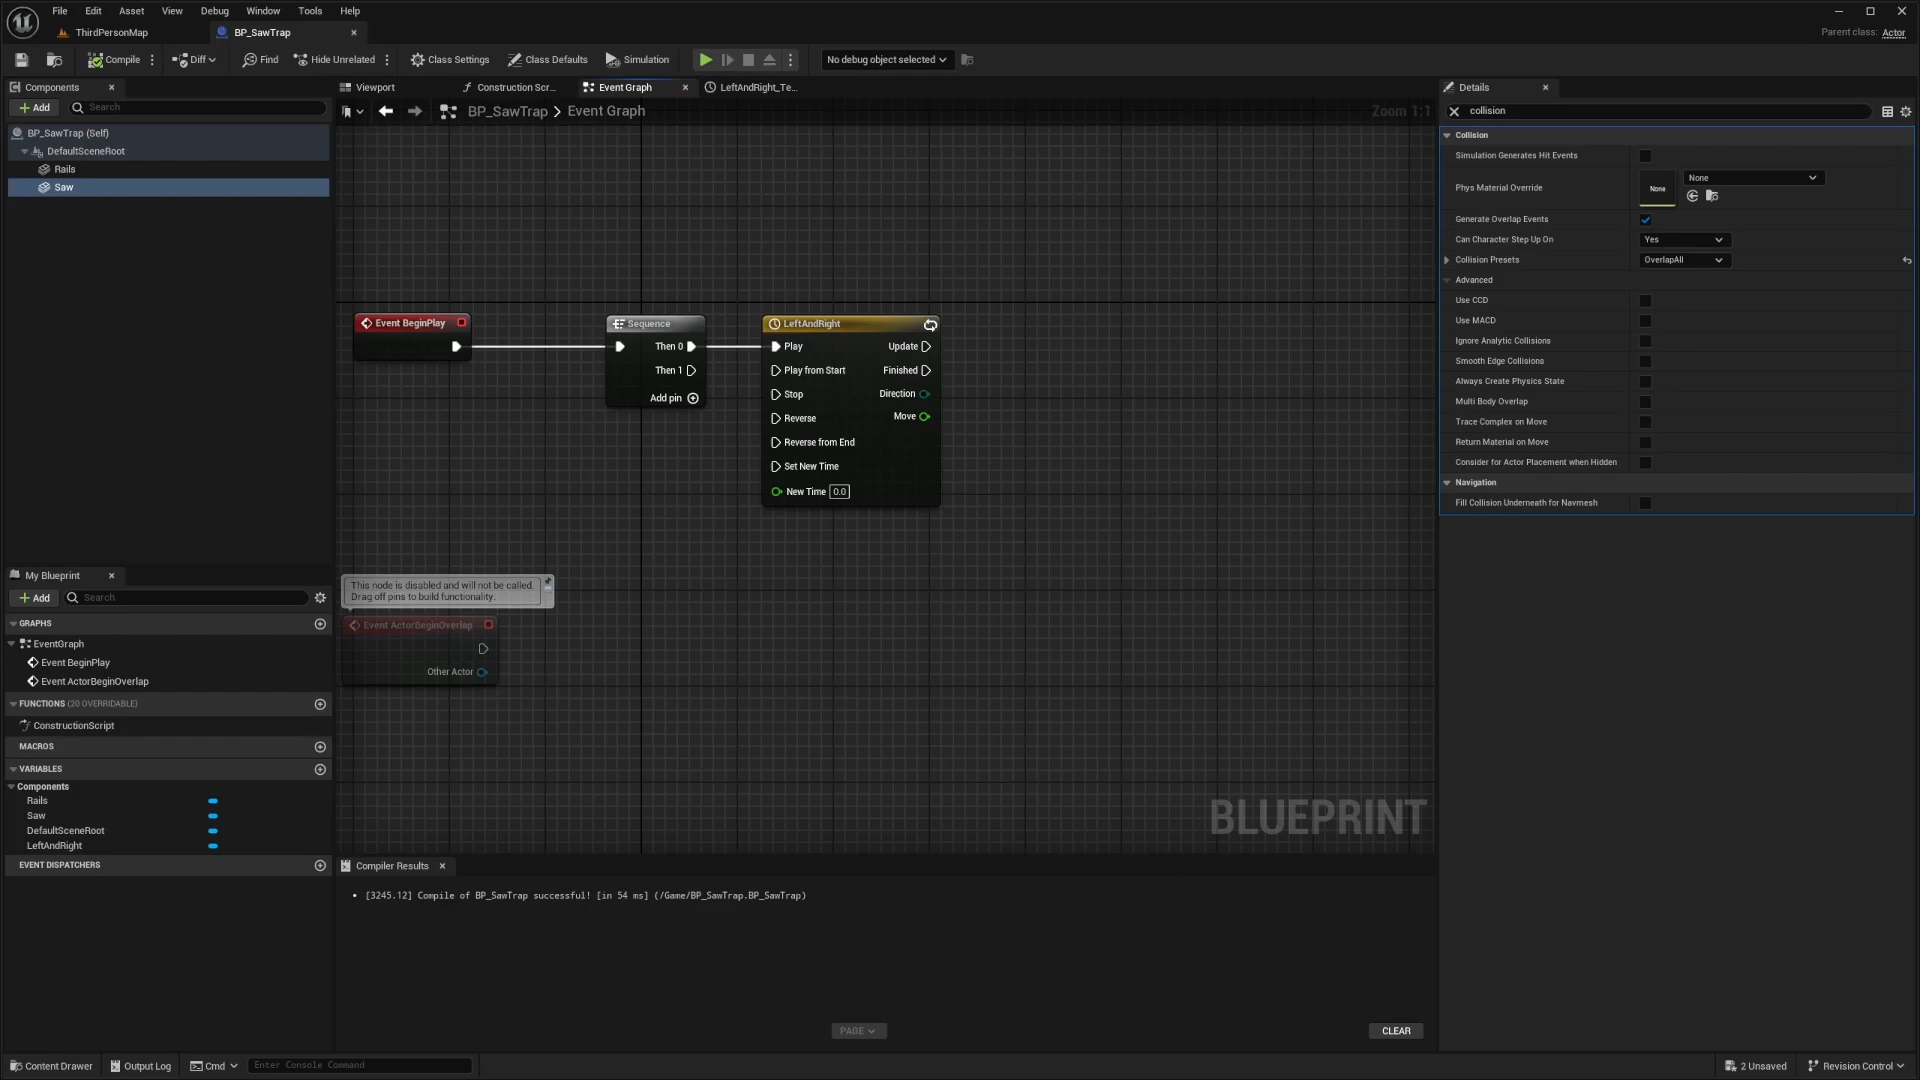 File Edit Asset View Debug Window Tools Help
ThirdPersonMap
BP_SawTrap
Parent class: Actor
Compile
Diff
Find
Hide Unrelated
Class Settings
Class Defaults
Simulation
No debug object selected
Components
Add
Search
BP_SawTrap (Self)
DefaultSceneRoot
Rails
Saw
Viewport
Construction Scr...
Event Graph
LeftAndRight_Te...
BP_SawTrap > Event Graph
Zoom 1:1
Event BeginPlay
Sequence
Then 0
Then 1
Add pin
LeftAndRight
Play
Update
Play from Start
Finished
Stop
Direction
Reverse
Move
Reverse from End
Set New Time
New Time 0.0
This node is disabled and will not be called.
Drag off pins to build functionality.
Event ActorBeginOverlap
Other Actor
BLUEPRINT
My Blueprint
Add
Search
GRAPHS
EventGraph
Event BeginPlay
Event ActorBeginOverlap
FUNCTIONS (20 OVERRIDABLE)
ConstructionScript
MACROS
VARIABLES
Components
Rails
Saw
DefaultSceneRoot
LeftAndRight
EVENT DISPATCHERS
Compiler Results
[3245.12] Compile of BP_SawTrap successful! [in 54 ms] (/Game/BP_SawTrap.BP_SawTrap)
PAGE
CLEAR
Details
collision
Collision
Simulation Generates Hit Events
Phys Material Override
None
None
Generate Overlap Events
Can Character Step Up On
Yes
Collision Presets
OverlapAll
Advanced
Use CCD
Use MACD
Ignore Analytic Collisions
Smooth Edge Collisions
Always Create Physics State
Multi Body Overlap
Trace Complex on Move
Return Material on Move
Consider for Actor Placement when Hidden
Navigation
Fill Collision Underneath for Navmesh
Content Drawer
Output Log
Cmd
Enter Console Command
2 Unsaved
Revision Control